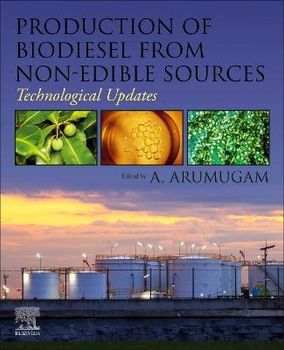 PRODUCTION OF
BIODIESEL FROM
NON-EDIBLE SOURCES
Technological Updates
Edited by A. ARUMUGAM
ELSEVIER